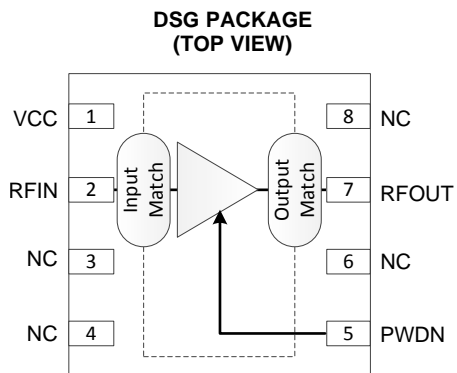 DSG PACKAGE
(TOP VIEW)
VCC 1
8 NC
RFIN 2
Input
Match
Output
Match
7 RFOUT
NC 3
6 NC
NC 4
5 PWDN